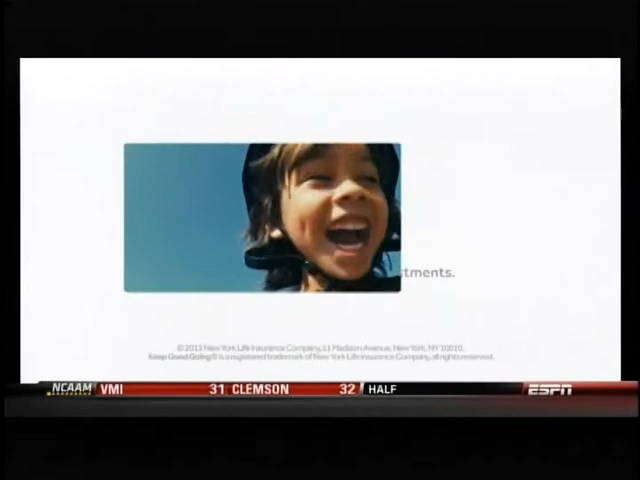 stments.
© 2013 New York Life Insurance Company, 51 Madison Avenue, New York, NY 10010.
Keep Good Going® is a registered trademark of New York Life Insurance Company, all rights reserved.
NCAAM VMI 31 CLEMSON 32 HALF ESPN